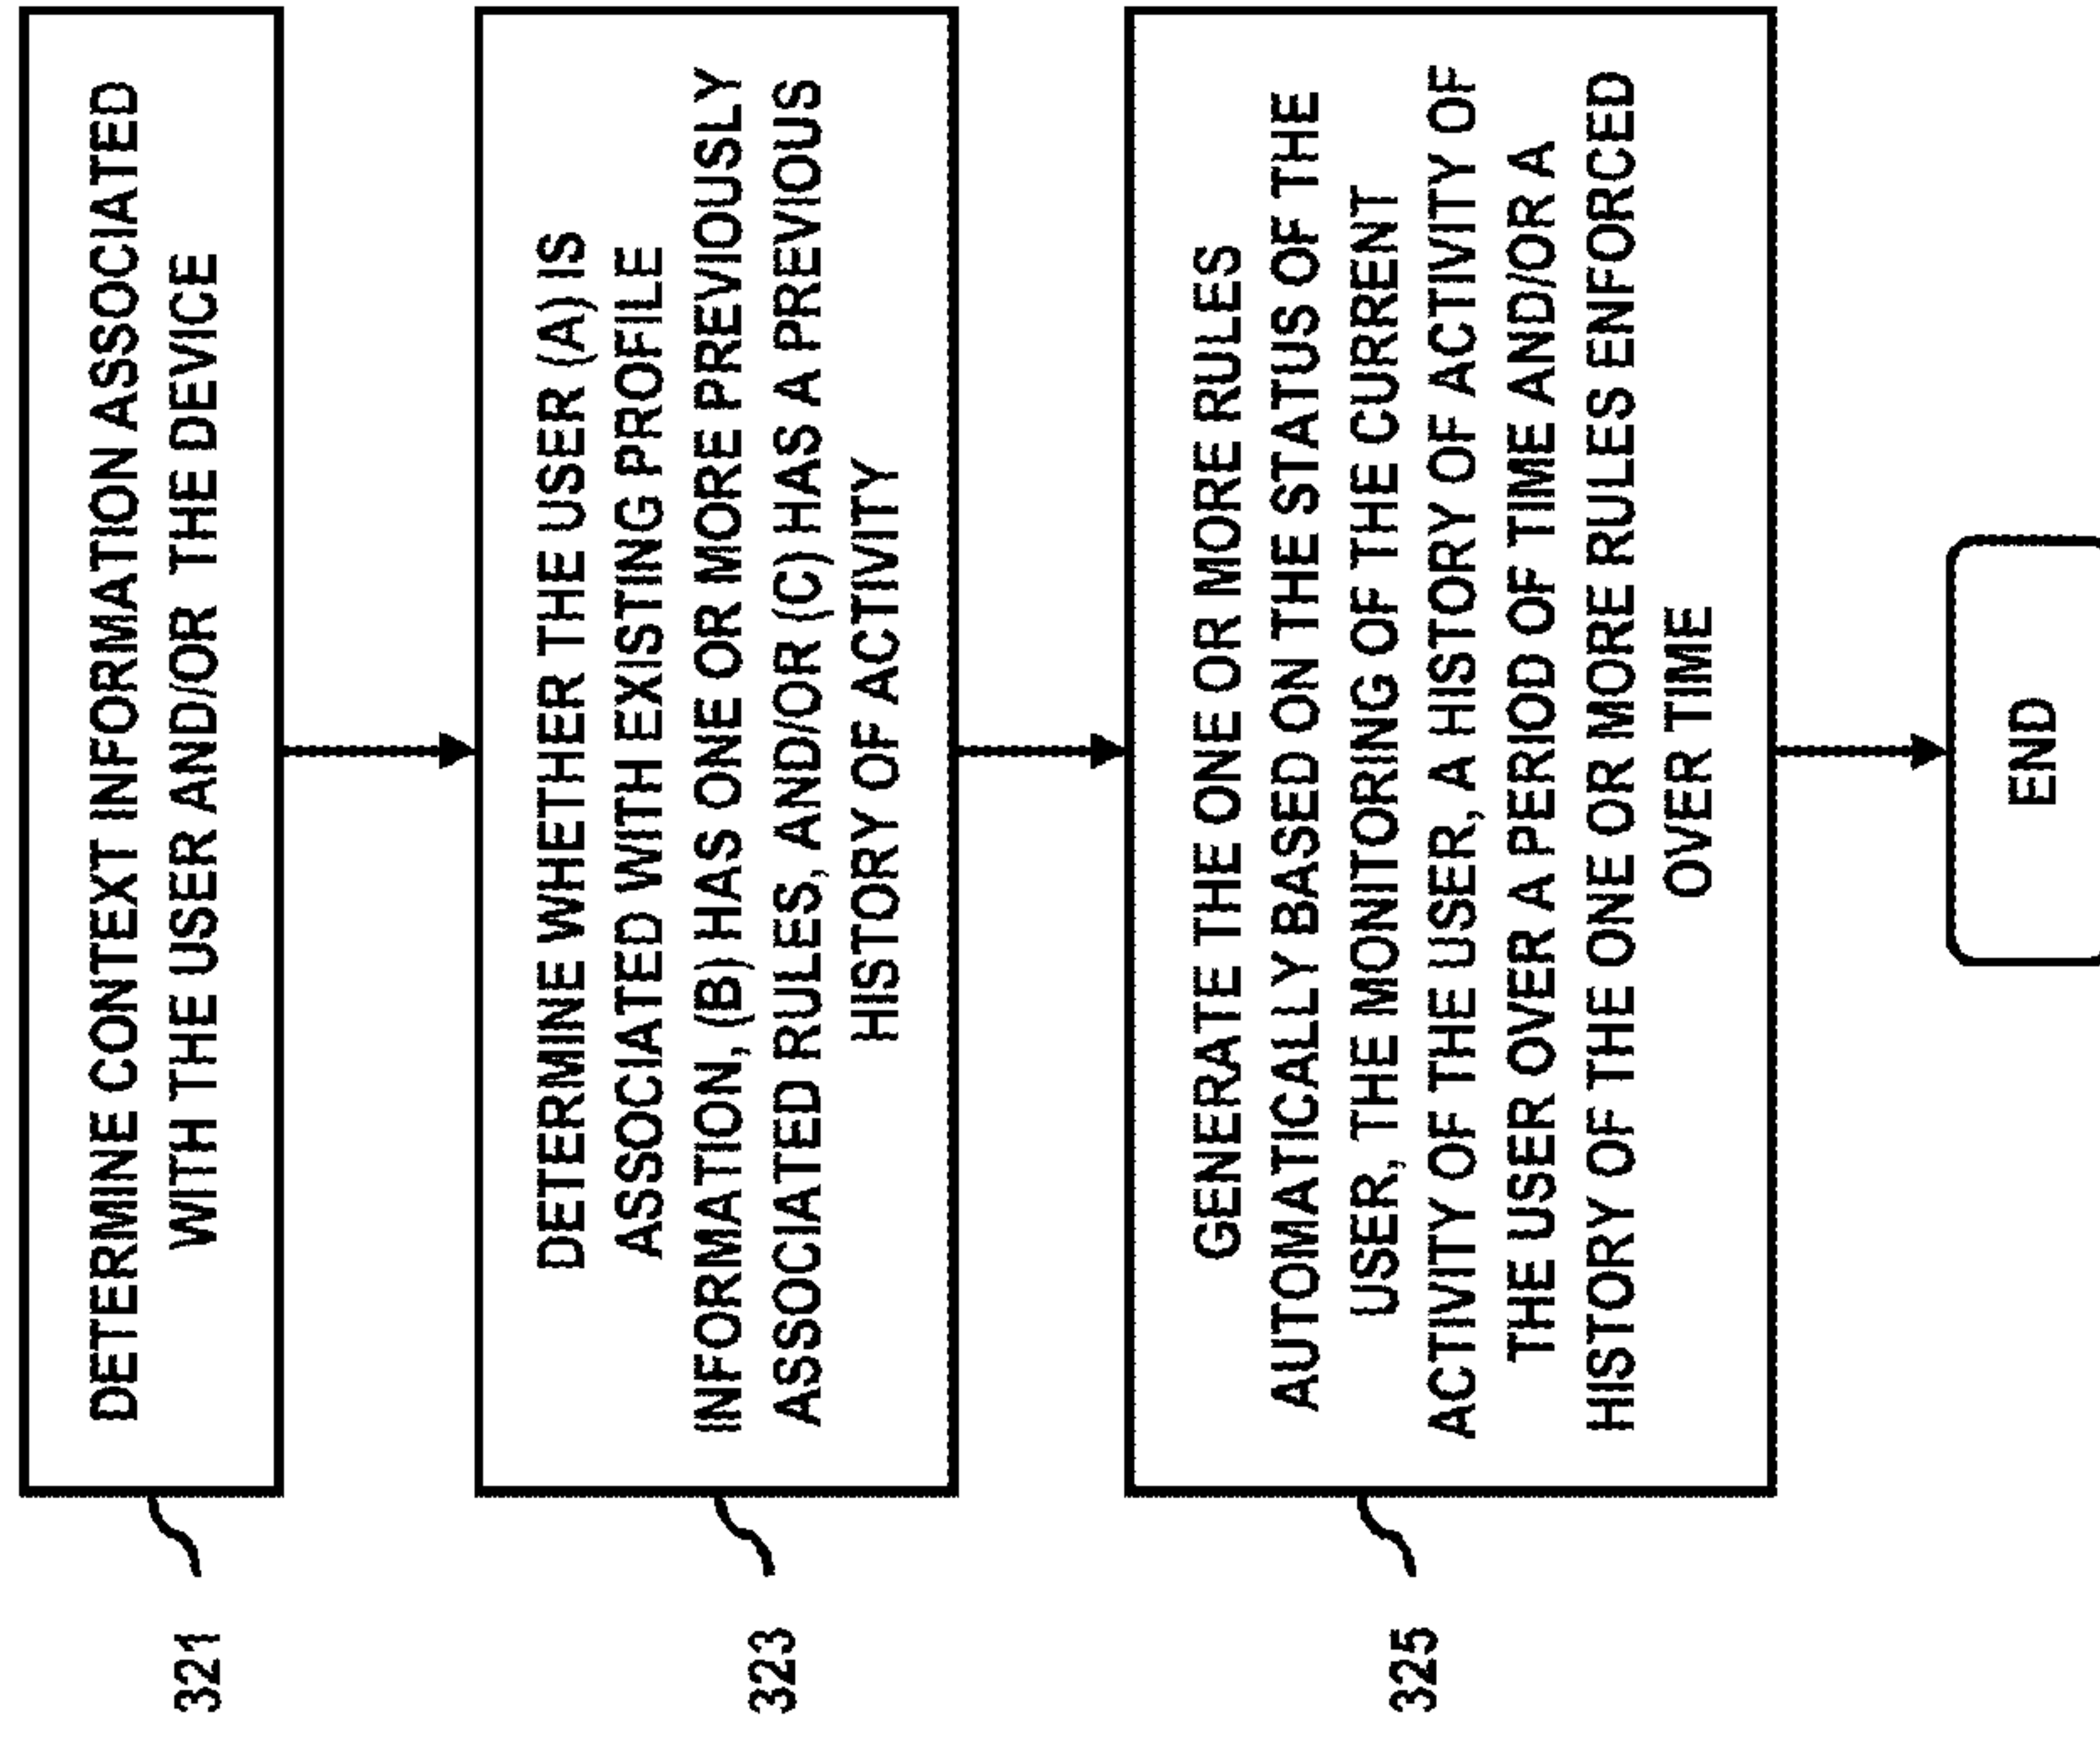 DETERMINE CONTEXT INFORMATION ASSOCIATED
WITH THE USER AND/OR THE DEVICE
321
DETERMINE WHETHER THE USER (A) IS
ASSOCIATED WITH EXISTING PROFILE
INFORMATION, (B) HAS ONE OR MORE PREVIOUSLY
ASSOCIATED RULES, AND/OR (C) HAS A PREVIOUS
HISTORY OF ACTIVITY
323
GENERATE THE ONE OR MORE RULES
AUTOMATICALLY BASED ON THE STATUS OF THE
USER, THE MONITORING OF THE CURRENT
ACTIVITY OF THE USER, A HISTORY OF ACTIVITY OF
THE USER OVER A PERIOD OF TIME AND/OR A
HISTORY OF THE ONE OR MORE RULES ENFORCED
OVER TIME
325
END